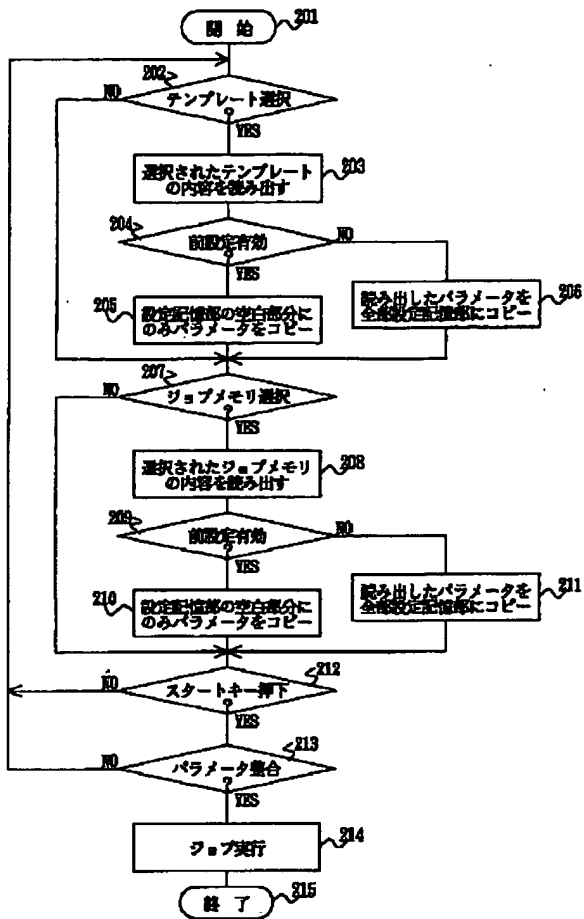 開始
201
202
NO
テンプレート選択
?
YES
選択されたテンプレート
の内容を読み出す
203
204
前設定有効
?
NO
YES
205
設定記憶部の空白部分に
のみパラメータをコピー
読み出したパラメータを
全部設定記憶部にコピー
206
207
NO
ジョブメモリ選択
?
YES
選択されたジョブメモリ
の内容を読み出す
208
209
前設定有効
?
NO
YES
210
設定記憶部の空白部分に
のみパラメータをコピー
読み出したパラメータを
全部設定記憶部にコピー
211
212
NO
スタートキー押下
?
YES
213
NO
パラメータ整合
?
YES
ジョブ実行
214
終了
215